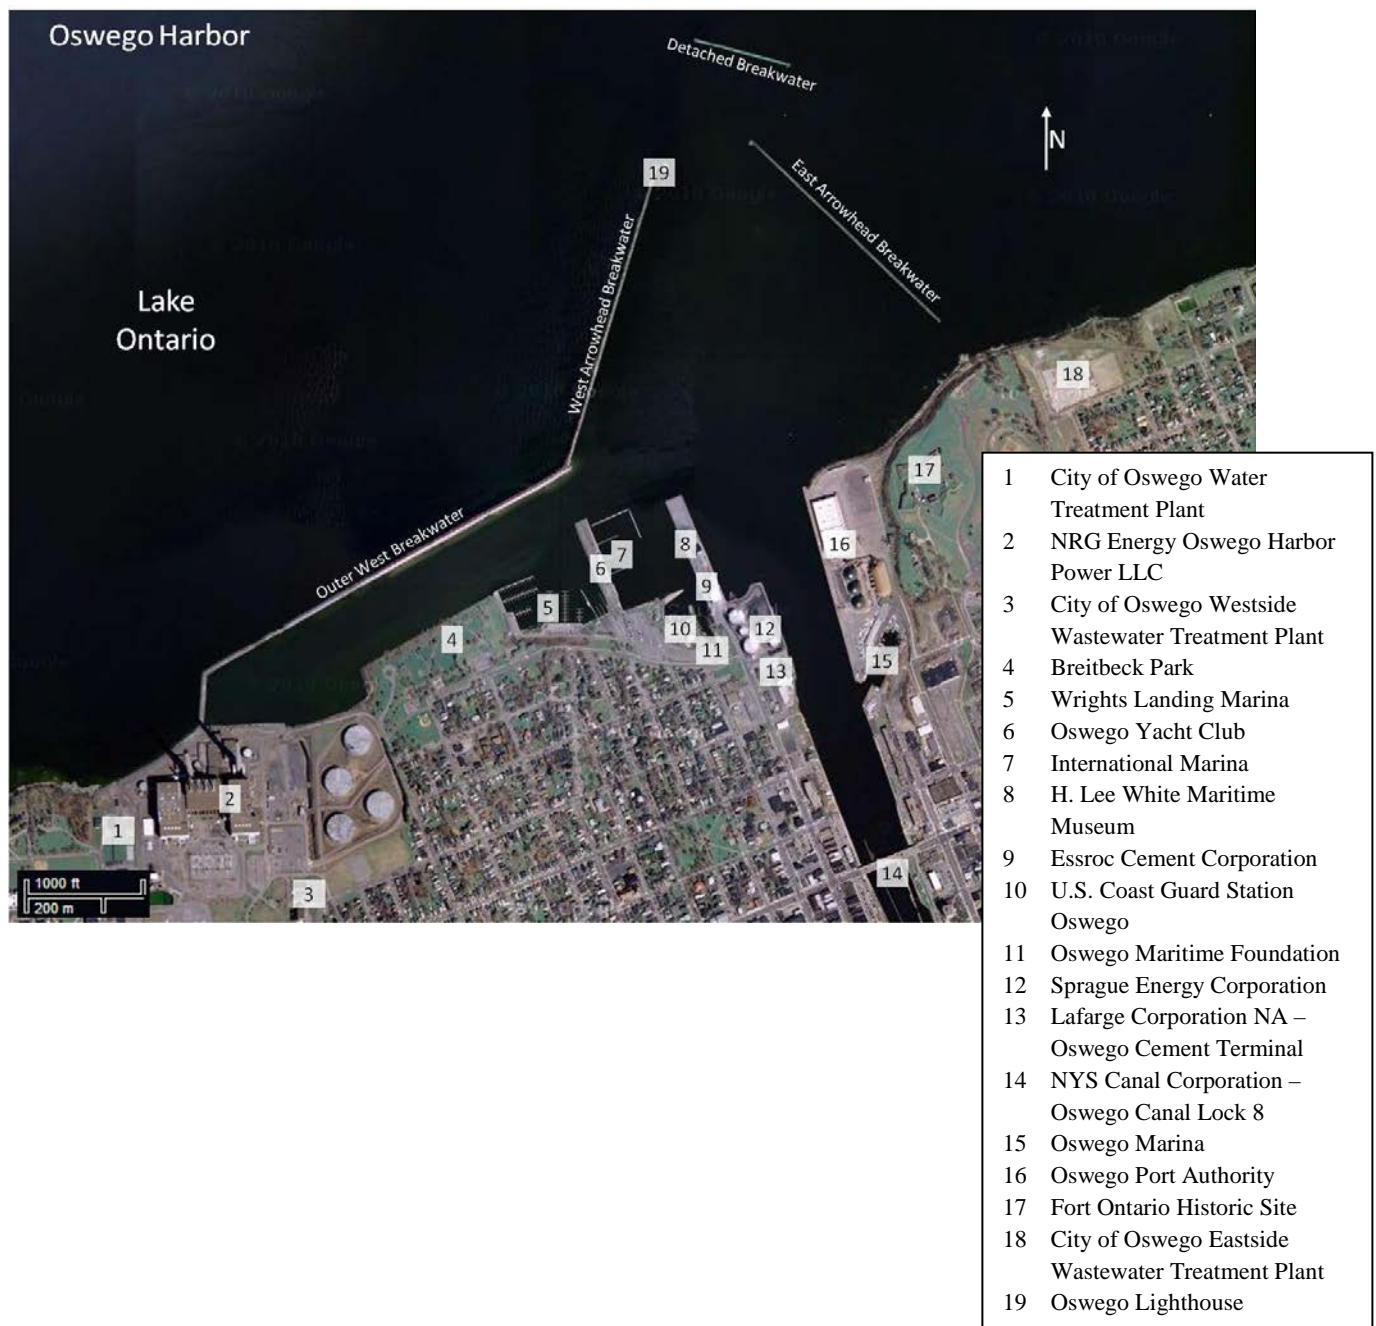 Oswego Harbor
Detached Breakwater
N
19
East Arrowhead Breakwater
West Arrowhead Breakwater
Lake
Ontario
18
17
Outer West Breakwater
16
8
7
6
9
5
4
10
12
11
13
15
2
1
3
14
1000 ft
200 m
1 City of Oswego Water
Treatment Plant
2 NRG Energy Oswego Harbor
Power LLC
3 City of Oswego Westside
Wastewater Treatment Plant
4 Breitbeck Park
5 Wrights Landing Marina
6 Oswego Yacht Club
7 International Marina
8 H. Lee White Maritime
Museum
9 Essroc Cement Corporation
10 U.S. Coast Guard Station
Oswego
11 Oswego Maritime Foundation
12 Sprague Energy Corporation
13 Lafarge Corporation NA –
Oswego Cement Terminal
14 NYS Canal Corporation –
Oswego Canal Lock 8
15 Oswego Marina
16 Oswego Port Authority
17 Fort Ontario Historic Site
18 City of Oswego Eastside
Wastewater Treatment Plant
19 Oswego Lighthouse